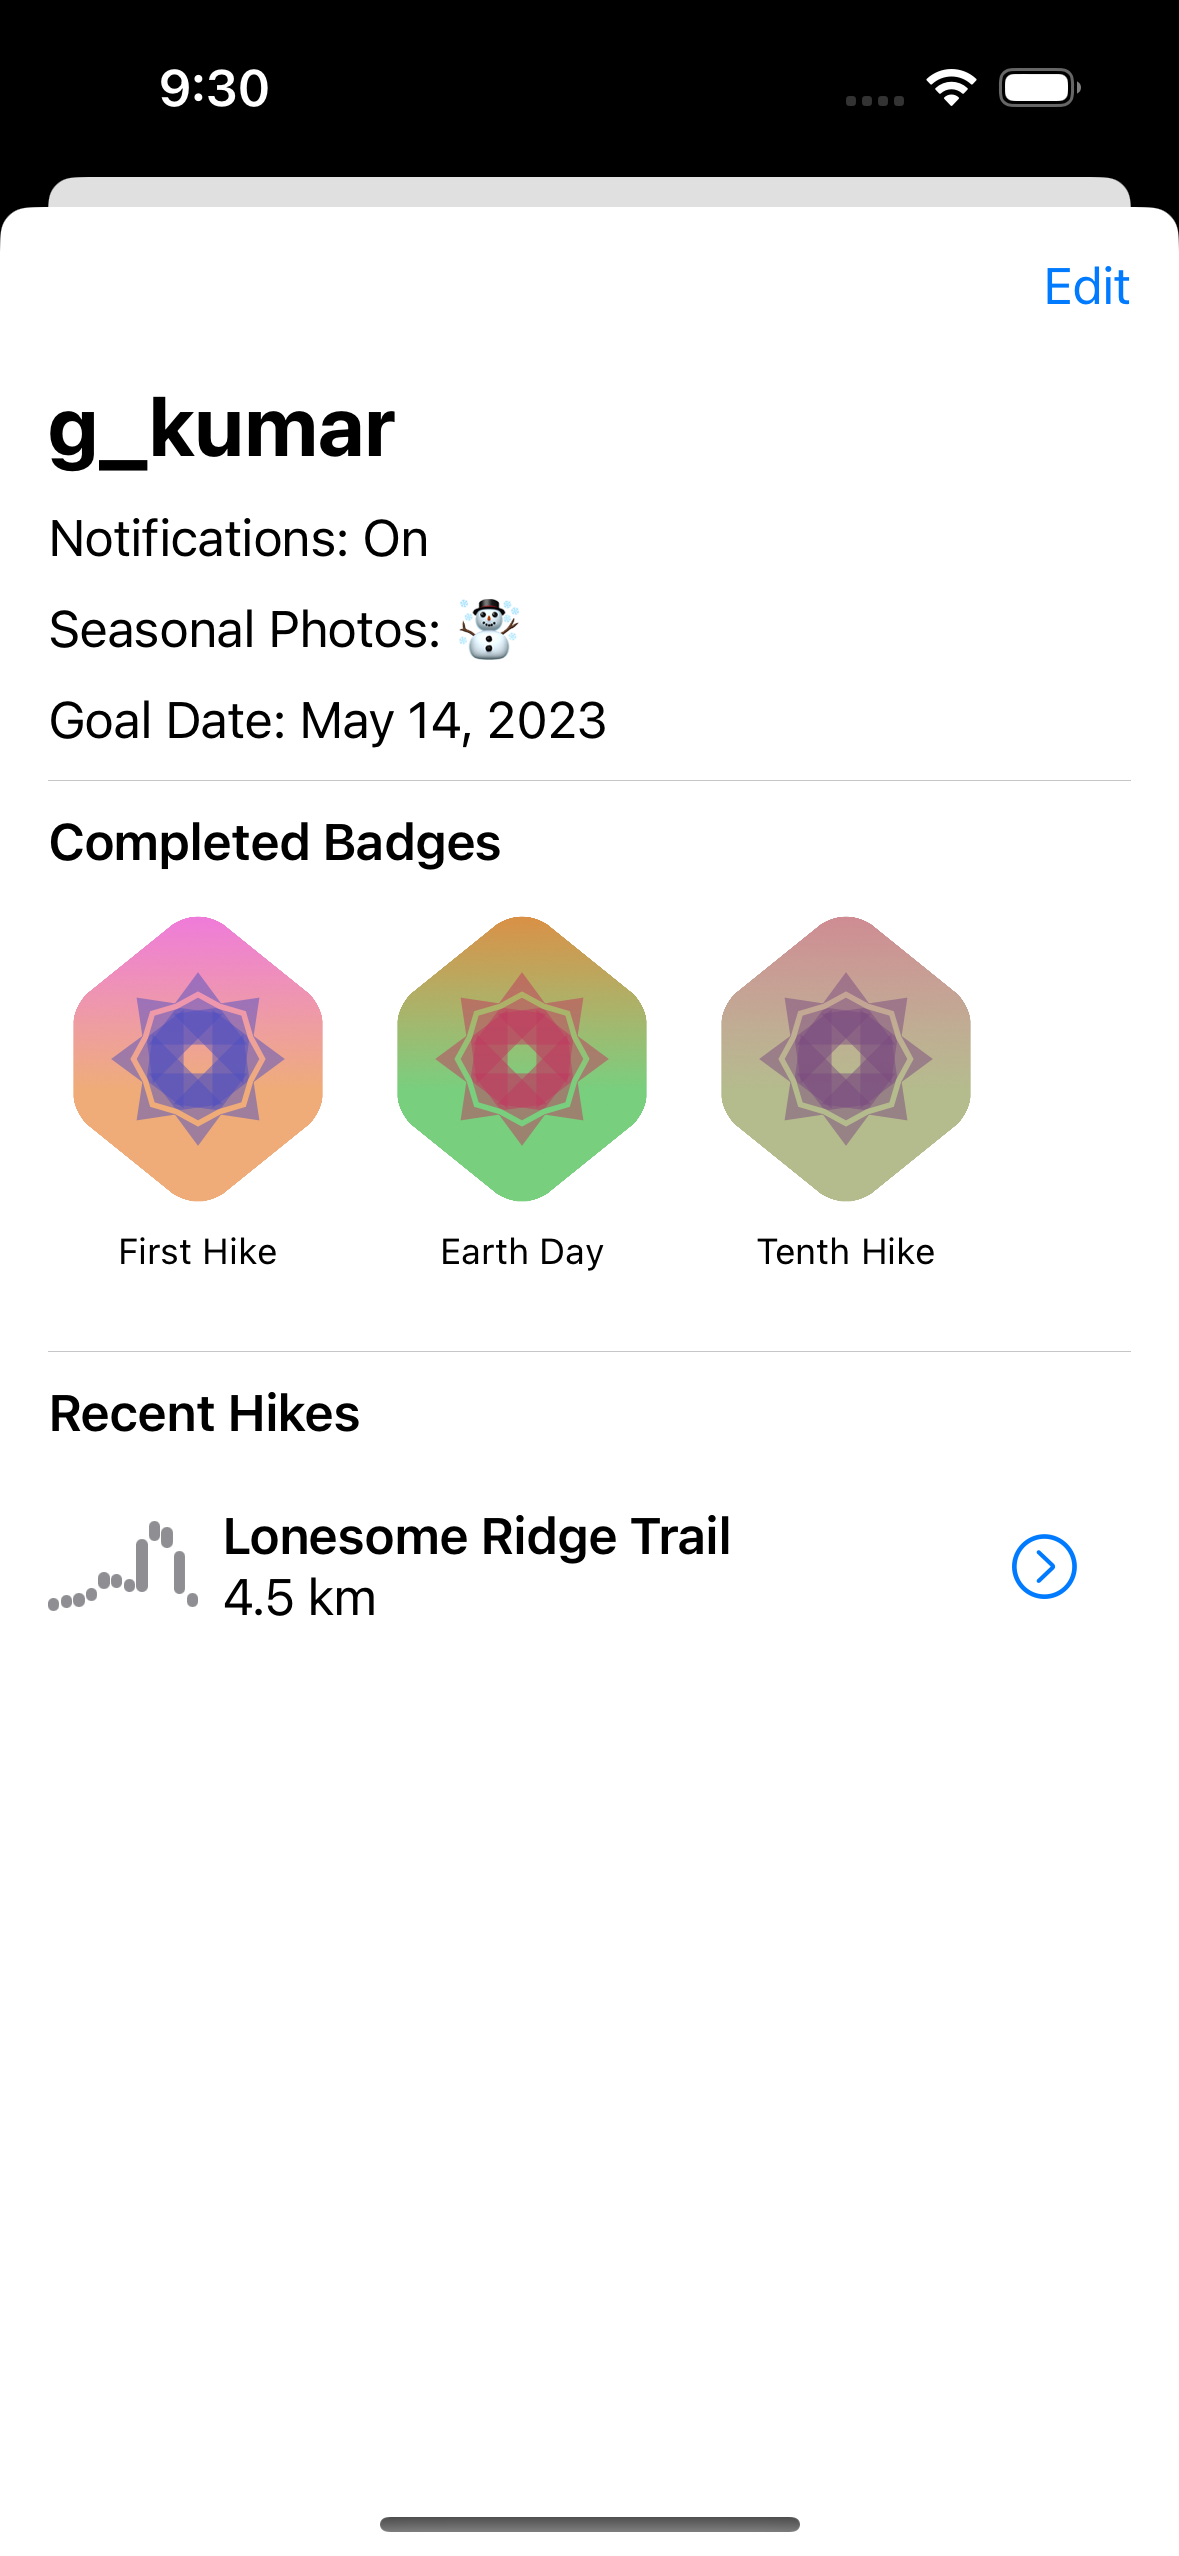 9:30
Edit
g_kumar
Notifications: On
Seasonal Photos: ☃️
Goal Date: May 14, 2023
Completed Badges
First Hike
Earth Day
Tenth Hike
Recent Hikes
Lonesome Ridge Trail
4.5 km